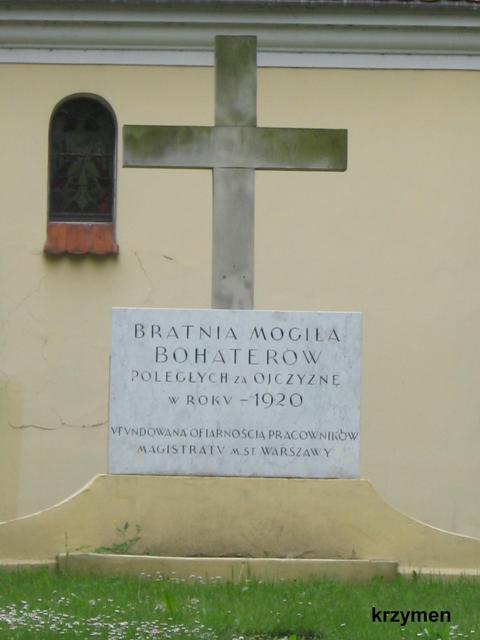 BRATNIA MOGIŁA
BOHATERÓW
POLEGŁYCH ZA OJCZYZNĘ
W ROKV – 1920
VFVNDOWANA OFIARNOŚCIĄ PRACOWNIKÓW
MAGISTRATV M. ST. WARSZAWY
krzymen